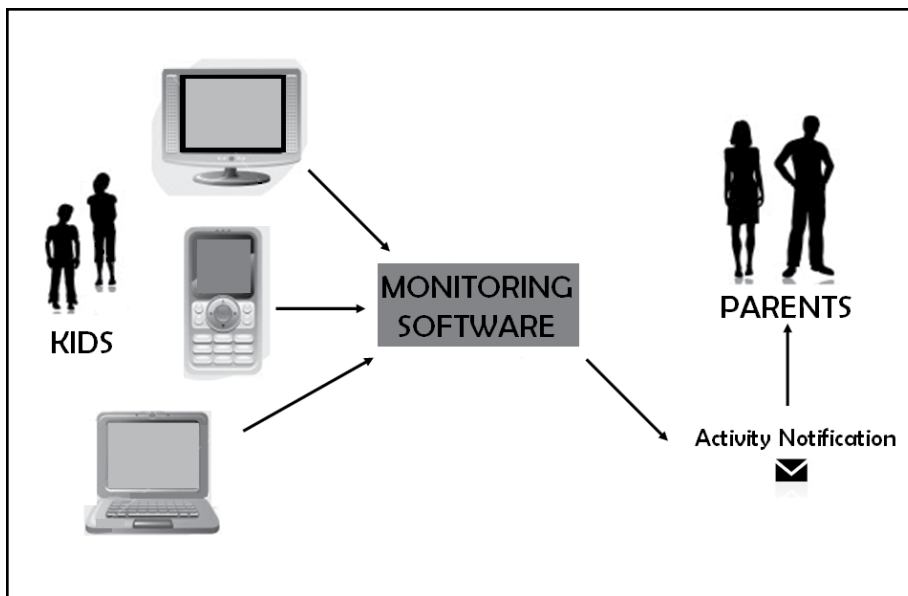 KIDS
MONITORING
SOFTWARE
PARENTS
Activity Notification